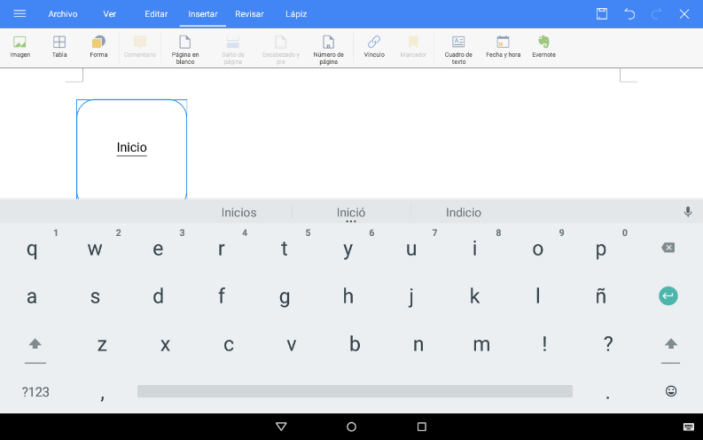 Archivo Ver Editar Insertar Revisar Lápiz
Imagen Tabla Forma Comentario Página en blanco Salto de página Encabezado y pie Número de página Vínculo Marcador Cuadro de texto Fecha y hora Evernote
Inicio
Inicios Inició Indicio
1 2 3 4 5 6 7 8 9 0
q w e r t y u i o p
a s d f g h j k l ñ
z x c v b n m ! ?
?123 , .